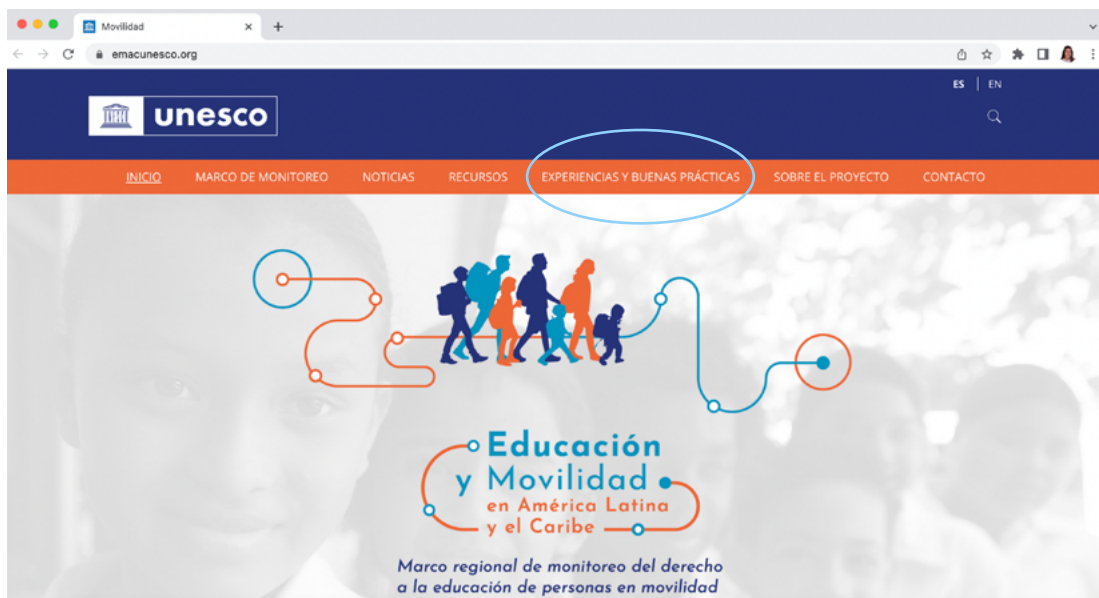 Movilidad
emacunesco.org
ES | EN
unesco
INICIO MARCO DE MONITOREO NOTICIAS RECURSOS EXPERIENCIAS Y BUENAS PRÁCTICAS SOBRE EL PROYECTO CONTACTO
Educación
y Movilidad
en América Latina
y el Caribe
Marco regional de monitoreo del derecho
a la educación de personas en movilidad